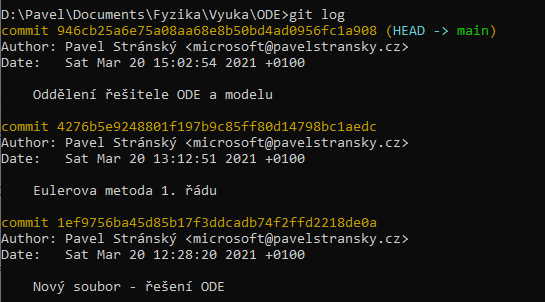 D:\Pavel\Documents\Fyzika\Vyuka\ODE>git log
commit 946cb25a6e75a08aa68e8b50bd4ad0956fc1a908 (HEAD -> main)
Author: Pavel Stránský <microsoft@pavelstransky.cz>
Date:   Sat Mar 20 15:02:54 2021 +0100
Oddělení řešitele ODE a modelu
commit 4276b5e9248801f197b9c85ff80d14798bc1aedc
Author: Pavel Stránský <microsoft@pavelstransky.cz>
Date:   Sat Mar 20 13:12:51 2021 +0100
Eulerova metoda 1. řádu
commit 1ef9756ba45d85b17f3ddcadb74f2ffd2218de0a
Author: Pavel Stránský <microsoft@pavelstransky.cz>
Date:   Sat Mar 20 12:28:20 2021 +0100
Nový soubor - řešení ODE